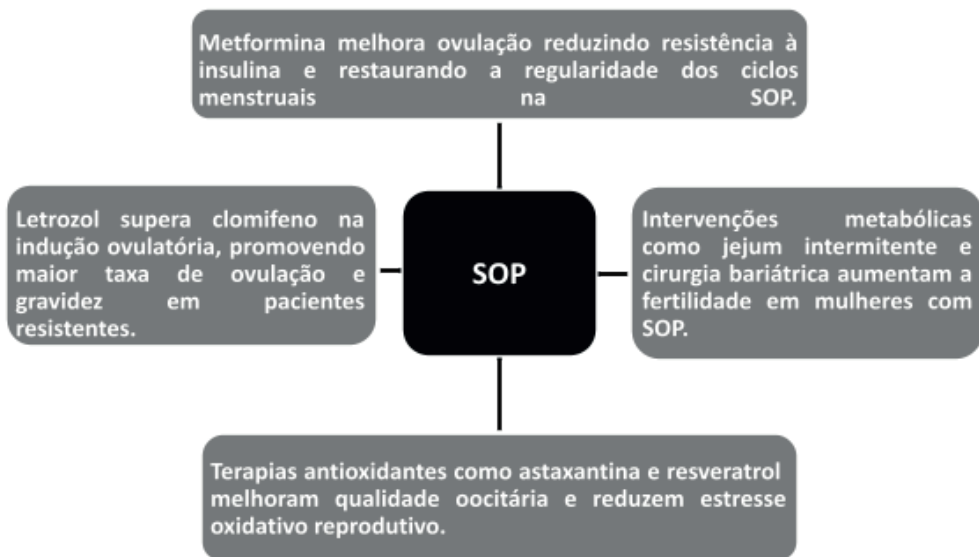 Metformina melhora ovulação reduzindo resistência à
insulina e restaurando a regularidade dos ciclos
menstruais na SOP.
Letrozol supera clomifeno na
indução ovulatória, promovendo
maior taxa de ovulação e
gravidez em pacientes
resistentes.
SOP
Intervenções metabólicas
como jejum intermitente e
cirurgia bariátrica aumentam a
fertilidade em mulheres com
SOP.
Terapias antioxidantes como astaxantina e resveratrol
melhoram qualidade oocitária e reduzem estresse
oxidativo reprodutivo.